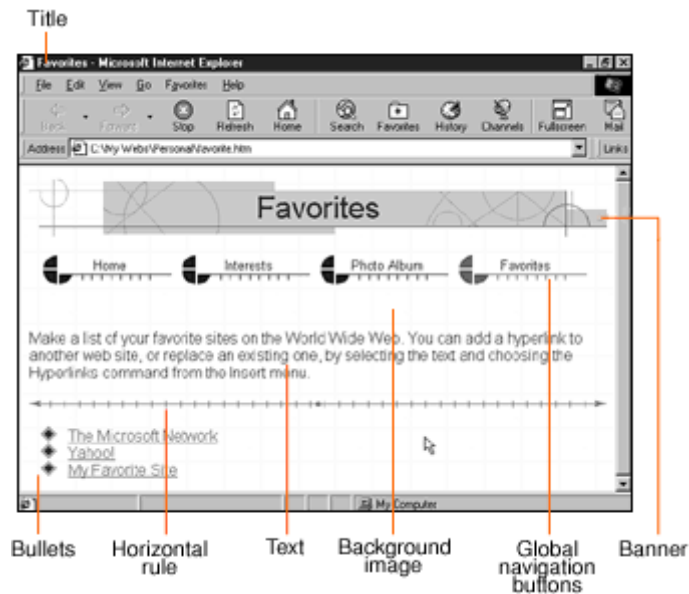 Title
Favorites - Microsoft Internet Explorer
File Edit View Go Favorites Help
Back Forward Stop Refresh Home Search Favorites History Channels Fullscreen Mail
Address C:\My Webs\Personal\favorite.htm Links
Favorites
Home Interests Photo Album Favorites
Make a list of your favorite sites on the World Wide Web. You can add a hyperlink to
another web site, or replace an existing one, by selecting the text and choosing the
Hyperlinks command from the Insert menu.
The Microsoft Network
Yahoo!
My Favorite Site
My Computer
Bullets Horizontal rule Text Background image Global navigation buttons Banner